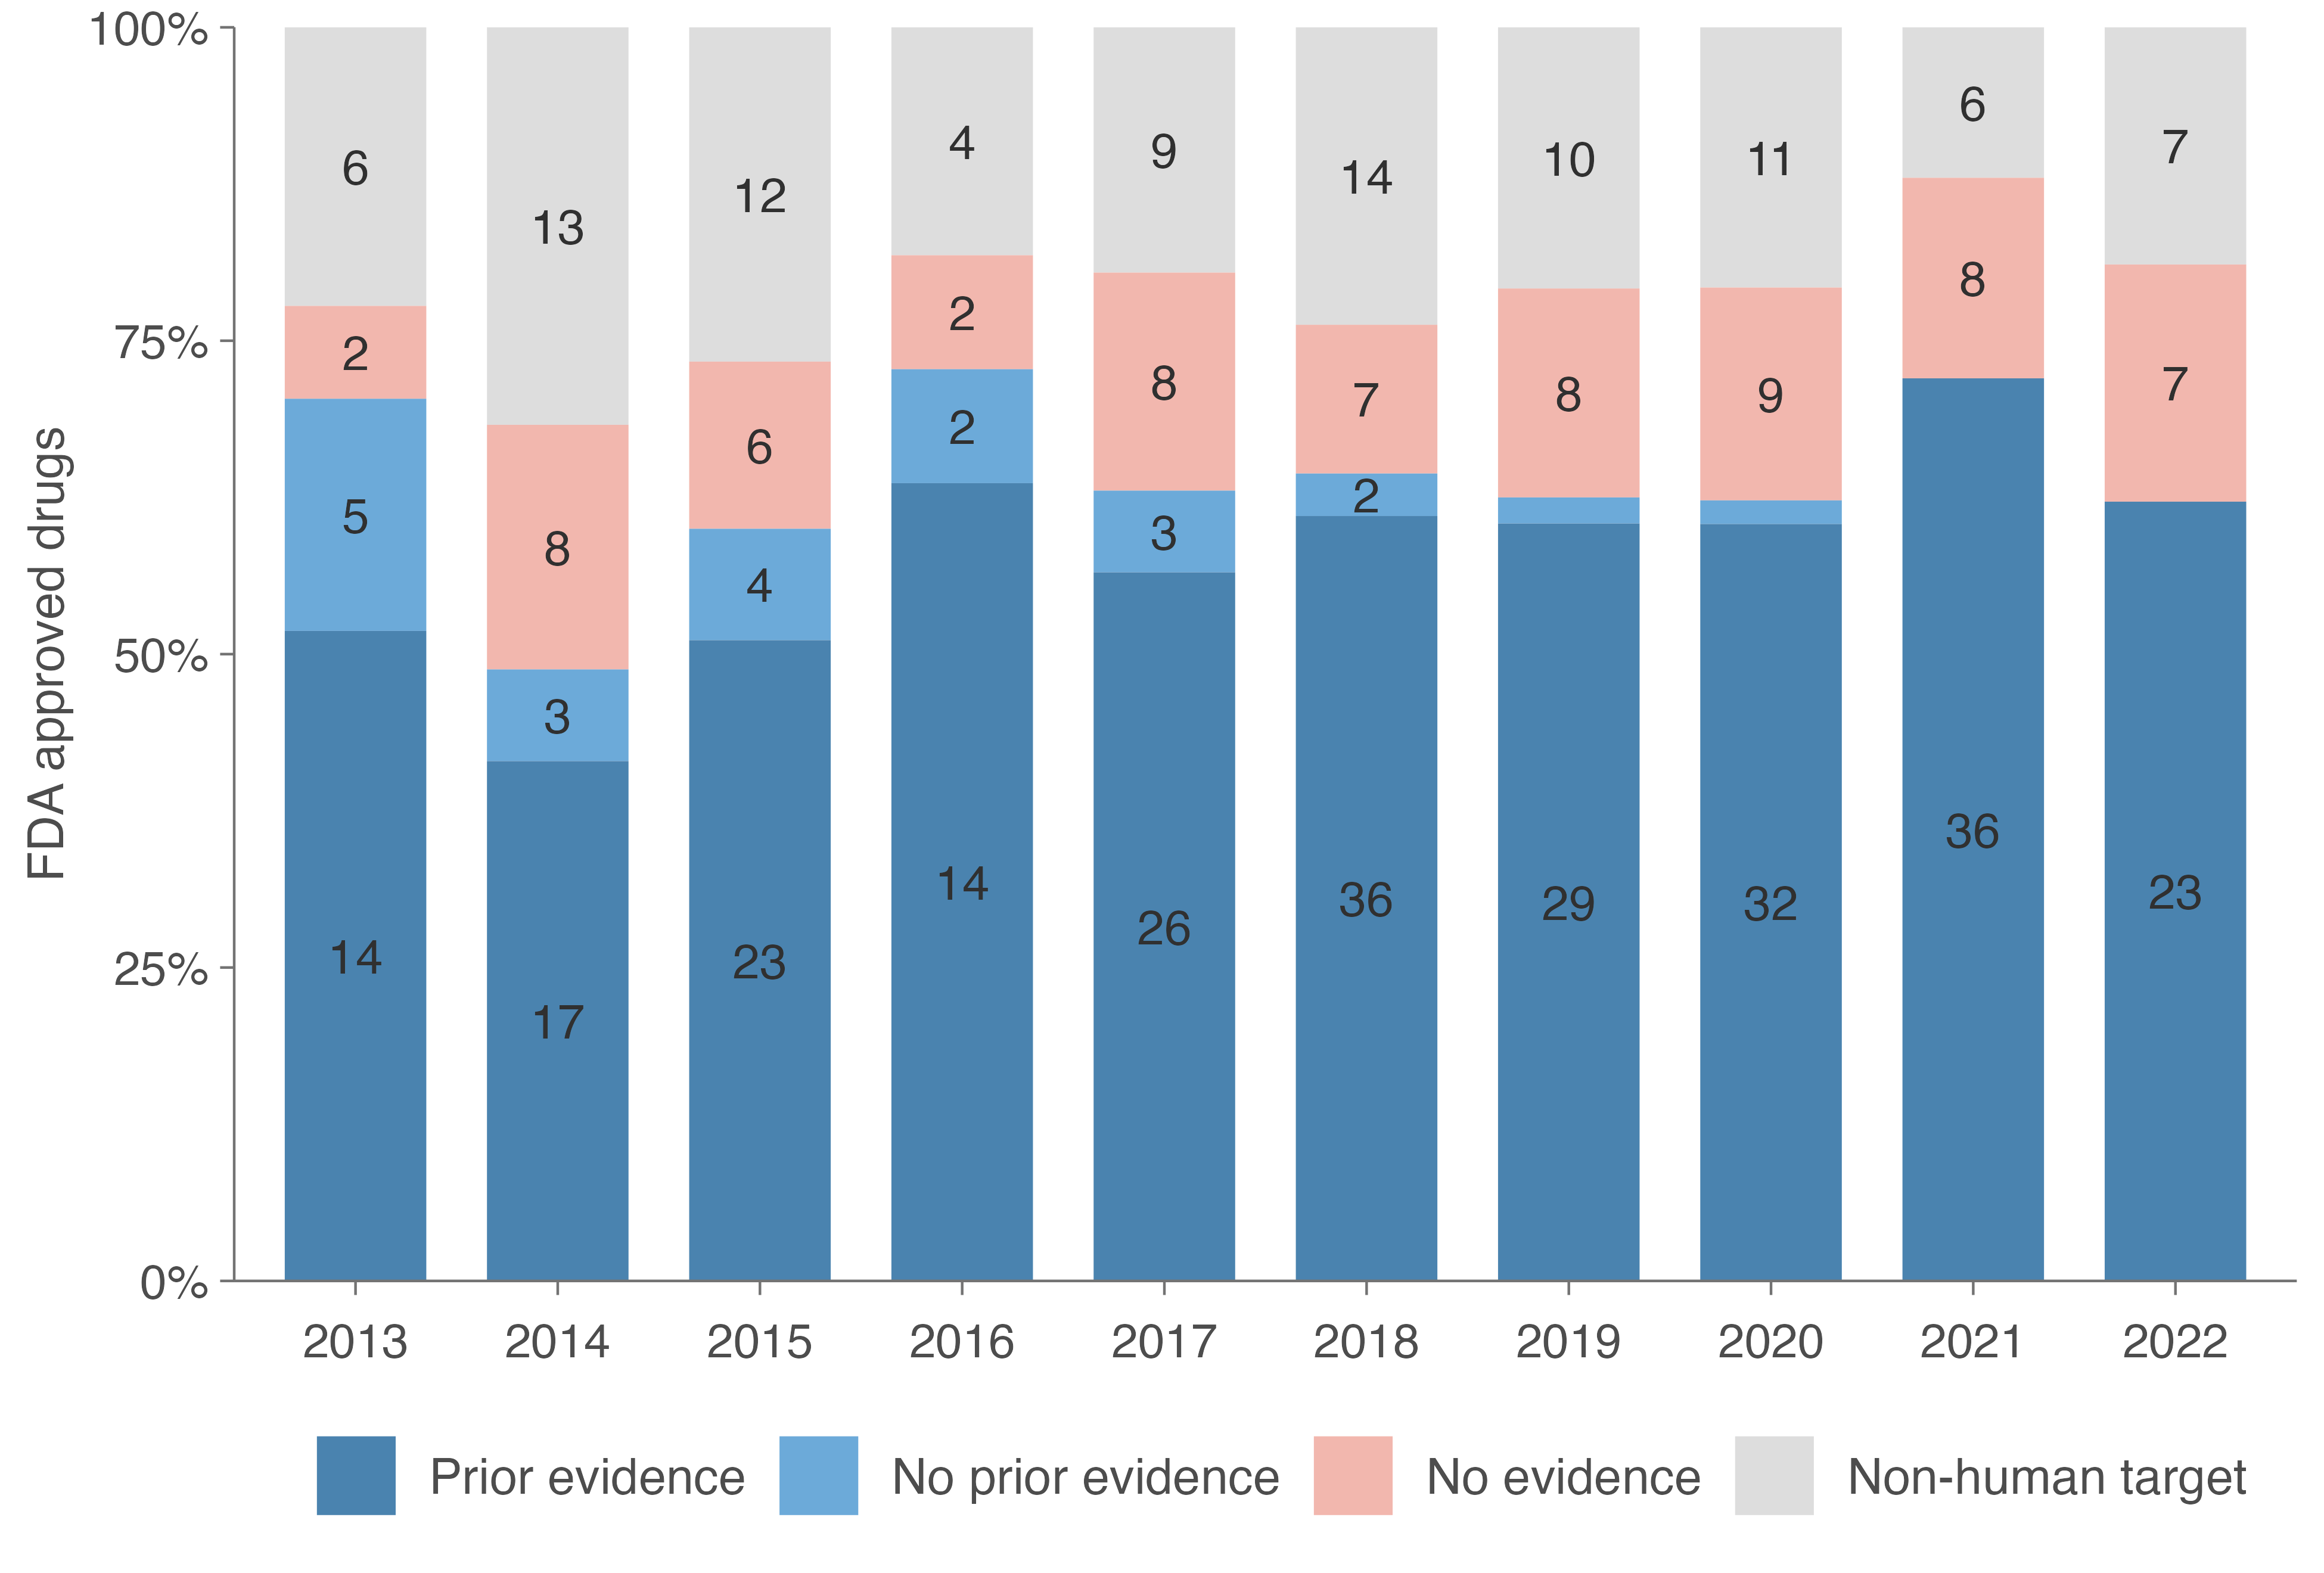 FDA approved drugs
100%
75%
50%
25%
0%
6 13 12 4 9 14 10 11 6 7
2 8 6 2 8 7 8 9 8 7
5 3 4 2 3 2
14 17 23 14 26 36 29 32 36 23
2013 2014 2015 2016 2017 2018 2019 2020 2021 2022
Prior evidence No prior evidence No evidence Non-human target